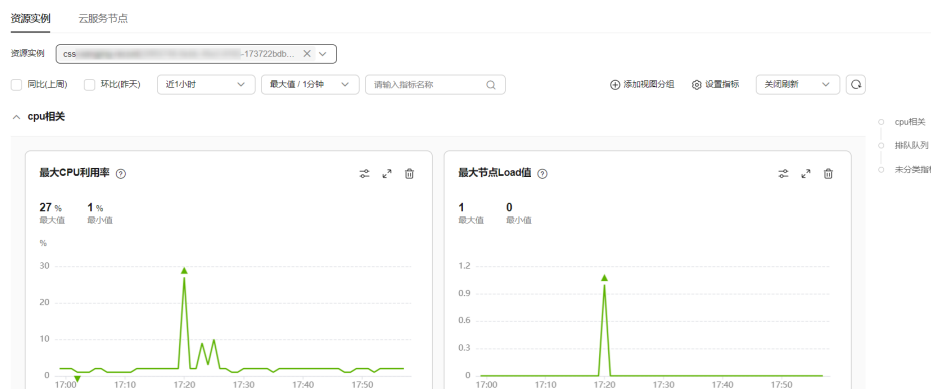 资源实例 云服务节点
资源实例 css -173722bdb...
同比(上周) 环比(昨天) 近1小时 最大值 / 1分钟 请输入指标名称 添加视图分组 设置指标 关闭刷新
cpu相关
cpu相关
排队队列
未分类指标
最大CPU利用率
27 % 1 %
最大值 最小值
%
30
20
10
0
17:00 17:10 17:20 17:30 17:40 17:50
最大节点Load值
1 0
最大值 最小值
1.2
0.9
0.6
0.3
0
17:00 17:10 17:20 17:30 17:40 17:50